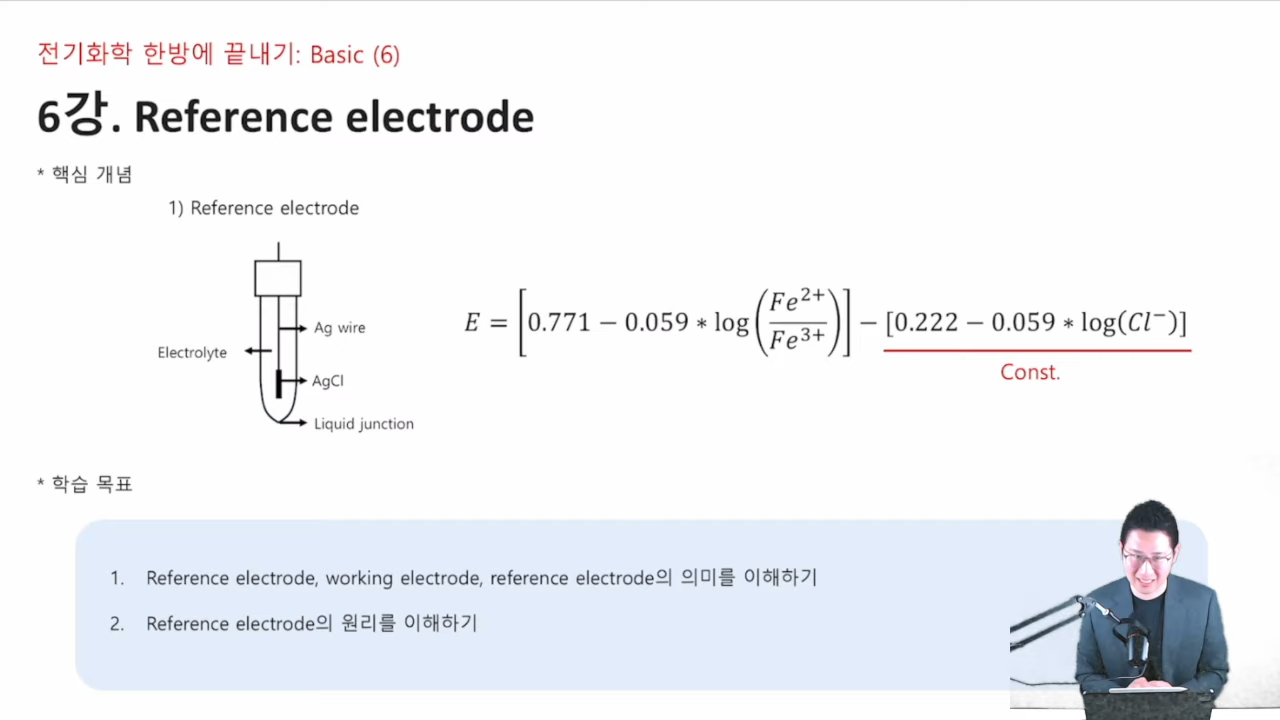 전기화학 한방에 끝내기: Basic (6)
6강. Reference electrode
* 핵심 개념
1) Reference electrode
Ag wire
Electrolyte
AgCl
Liquid junction
E = [0.771 − 0.059 ∗ log(Fe²⁺/Fe³⁺)] − [0.222 − 0.059 ∗ log(Cl⁻)]
Const.
* 학습 목표
1. Reference electrode, working electrode, reference electrode의 의미를 이해하기
2. Reference electrode의 원리를 이해하기